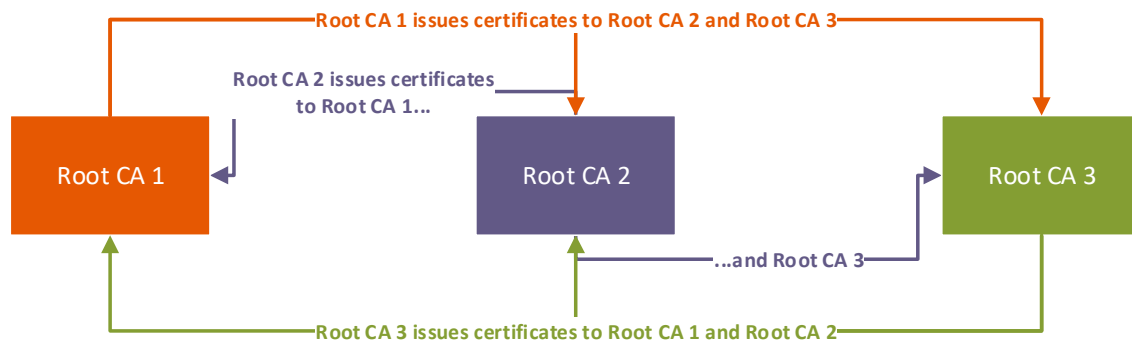 Root CA 1 issues certificates to Root CA 2 and Root CA 3
Root CA 2 issues certificates
to Root CA 1...
Root CA 1
Root CA 2
Root CA 3
...and Root CA 3
Root CA 3 issues certificates to Root CA 1 and Root CA 2